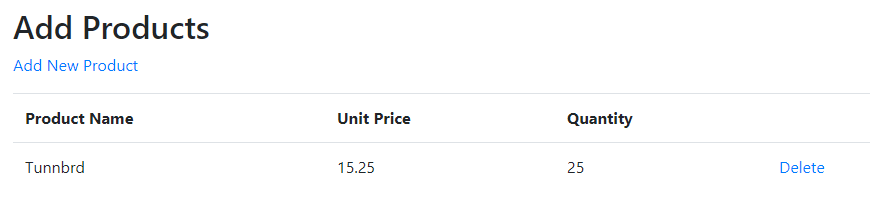 Add Products
Add New Product
Product Name Unit Price Quantity
Tunnbrd 15.25 25 Delete